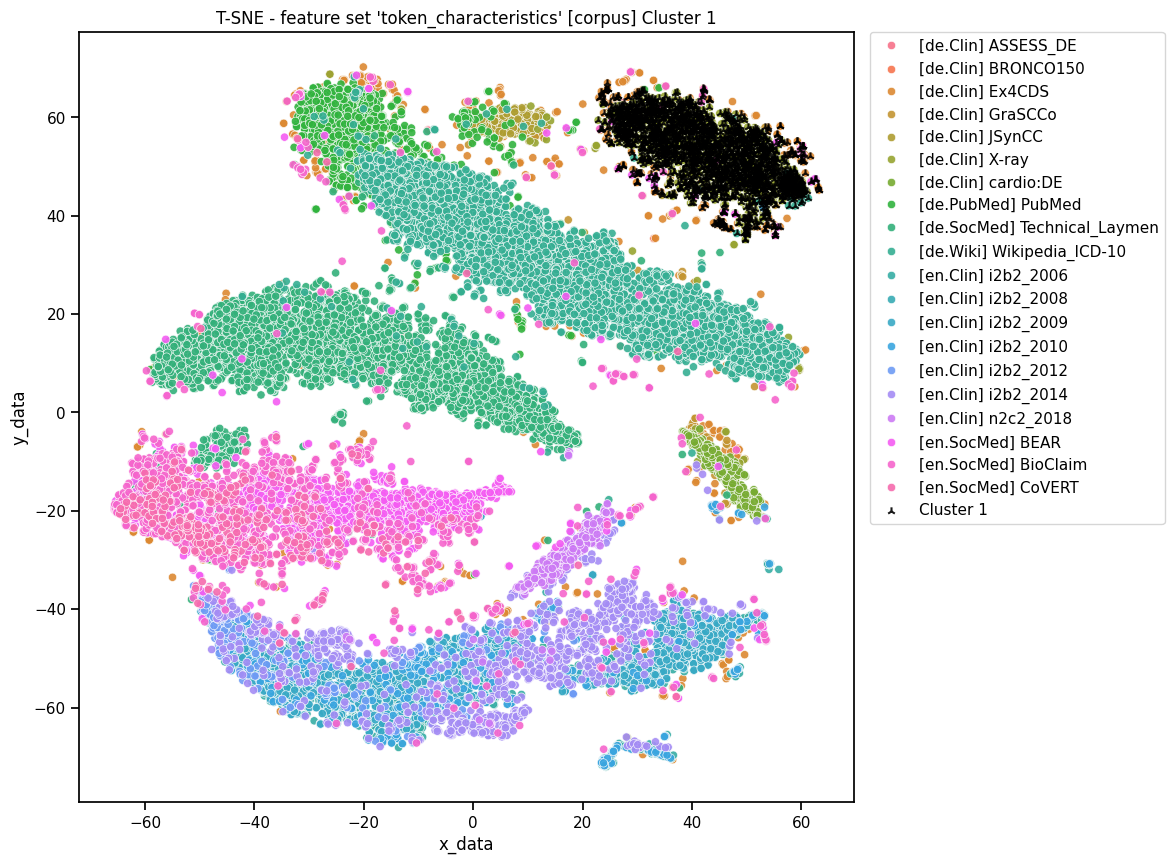 T-SNE - feature set 'token_characteristics' [corpus] Cluster 1
[de.Clin] ASSESS_DE
[de.Clin] BRONCO150
[de.Clin] Ex4CDS
[de.Clin] GraSCCo
[de.Clin] JSynCC
[de.Clin] X-ray
[de.Clin] cardio:DE
[de.PubMed] PubMed
[de.SocMed] Technical_Laymen
[de.Wiki] Wikipedia_ICD-10
[en.Clin] i2b2_2006
[en.Clin] i2b2_2008
[en.Clin] i2b2_2009
[en.Clin] i2b2_2010
[en.Clin] i2b2_2012
[en.Clin] i2b2_2014
[en.Clin] n2c2_2018
[en.SocMed] BEAR
[en.SocMed] BioClaim
[en.SocMed] CoVERT
Cluster 1
y_data
60
40
20
0
−20
−40
−60
−60 −40 −20 0 20 40 60
x_data